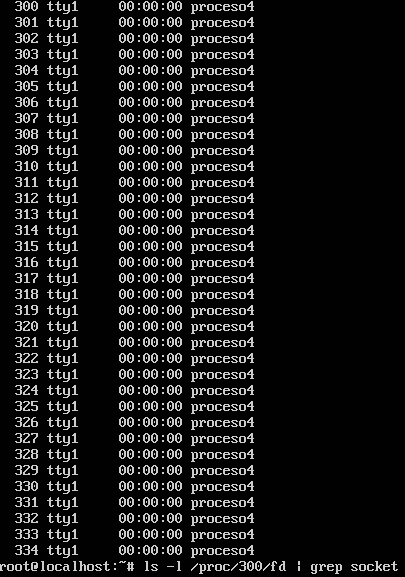 300 tty1 00:00:00 proceso4
301 tty1 00:00:00 proceso4
302 tty1 00:00:00 proceso4
303 tty1 00:00:00 proceso4
304 tty1 00:00:00 proceso4
305 tty1 00:00:00 proceso4
306 tty1 00:00:00 proceso4
307 tty1 00:00:00 proceso4
308 tty1 00:00:00 proceso4
309 tty1 00:00:00 proceso4
310 tty1 00:00:00 proceso4
311 tty1 00:00:00 proceso4
312 tty1 00:00:00 proceso4
313 tty1 00:00:00 proceso4
314 tty1 00:00:00 proceso4
315 tty1 00:00:00 proceso4
316 tty1 00:00:00 proceso4
317 tty1 00:00:00 proceso4
318 tty1 00:00:00 proceso4
319 tty1 00:00:00 proceso4
320 tty1 00:00:00 proceso4
321 tty1 00:00:00 proceso4
322 tty1 00:00:00 proceso4
323 tty1 00:00:00 proceso4
324 tty1 00:00:00 proceso4
325 tty1 00:00:00 proceso4
326 tty1 00:00:00 proceso4
327 tty1 00:00:00 proceso4
328 tty1 00:00:00 proceso4
329 tty1 00:00:00 proceso4
330 tty1 00:00:00 proceso4
331 tty1 00:00:00 proceso4
332 tty1 00:00:00 proceso4
333 tty1 00:00:00 proceso4
334 tty1 00:00:00 proceso4
root@localhost:~# ls -l /proc/300/fd | grep socket